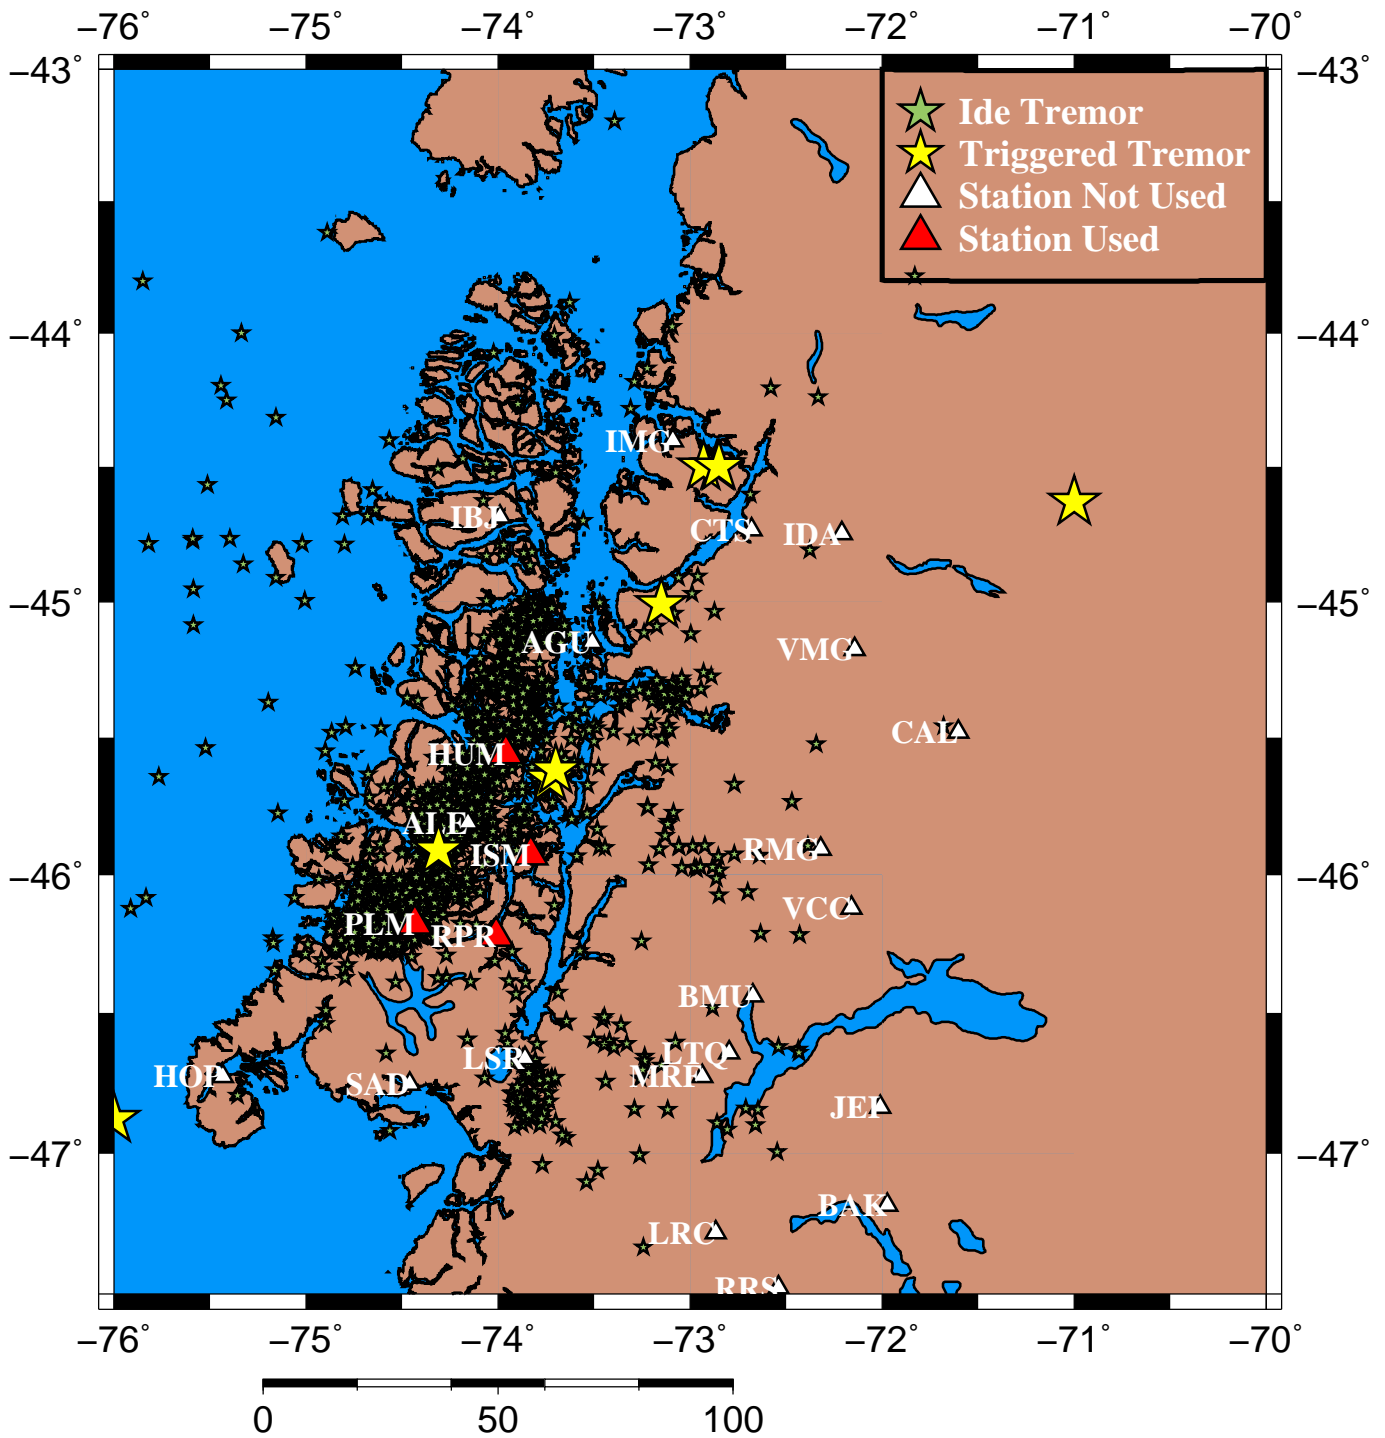 −76° −75° −74° −73° −72° −71° −70°
−43° −43°
Ide Tremor
Triggered Tremor
Station Not Used
Station Used
−44° −44°
IMG
IBJ
CTS
IDA
−45° −45°
AGU
VMG
CAL
HUM
ALE
ISM
RMG
−46° −46°
VCC
PLM
RPR
BMU
LTQ
LSR
HOP
SAD
MRF
JEI
−47° −47°
BAK
LRC
RRS
−76° −75° −74° −73° −72° −71° −70°
0 50 100